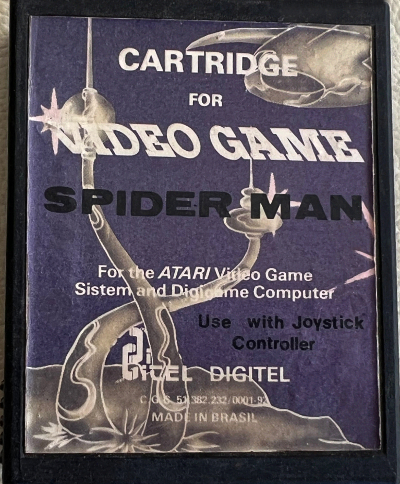 CARTRIDGE
FOR
VIDEO GAME
SPIDER MAN
For the ATARI Video Game
Sistem and Digigame Computer
Use with Joystick
Controller
DIGITEL
MADE IN BRASIL